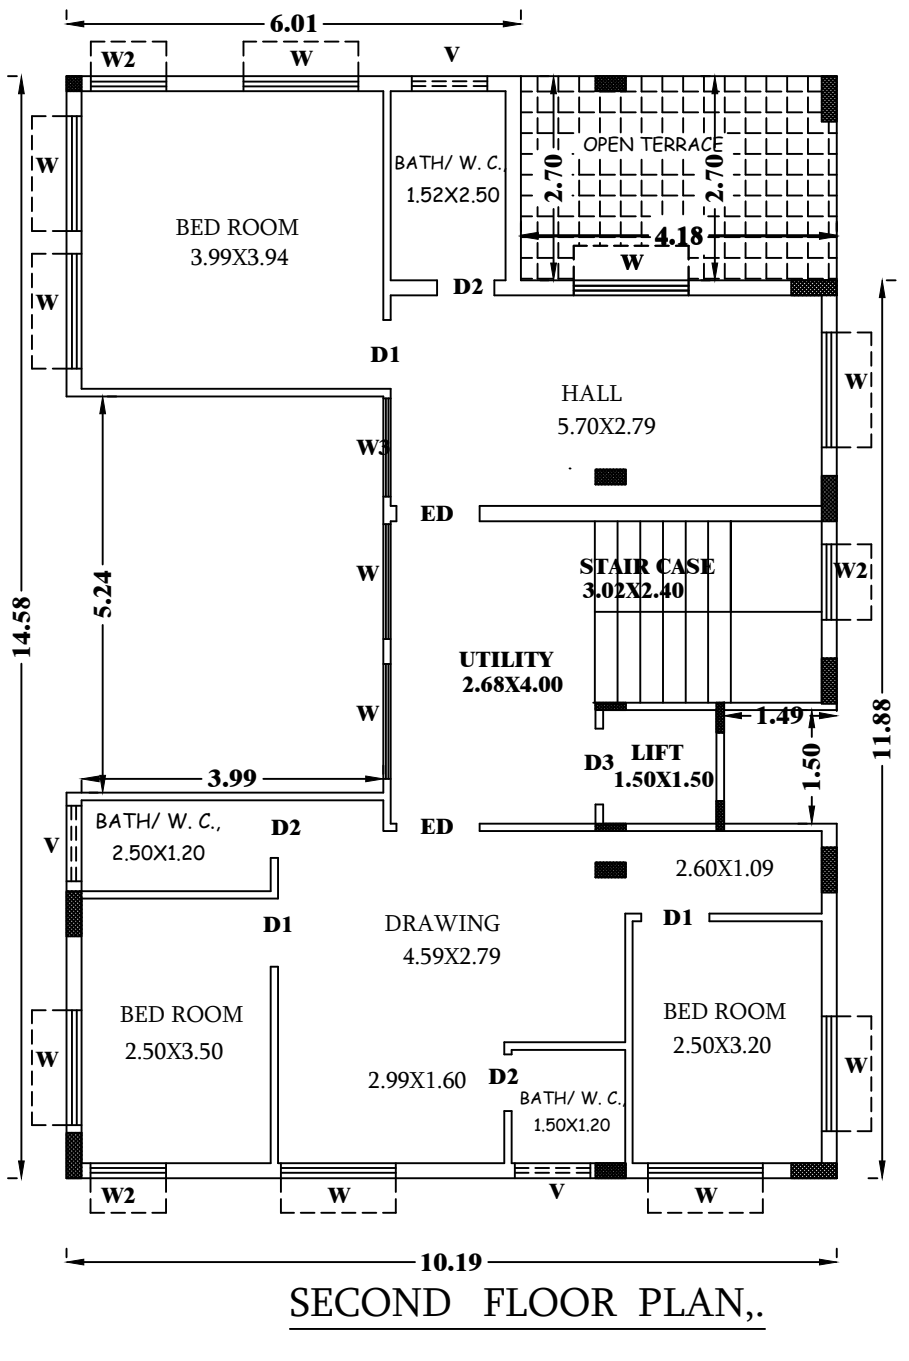 6.01
W2
W
V
W
BATH/ W. C.,
1.52X2.50
OPEN TERRACE
2.70
2.70
4.18
BED ROOM
3.99X3.94
W
W
D2
D1
W
HALL
5.70X2.79
W3
ED
W
STAIR CASE
3.02X2.40
W2
5.24
14.58
UTILITY
2.68X4.00
W
1.49
11.88
D3
LIFT
1.50X1.50
1.50
3.99
BATH/ W. C.,
2.50X1.20
D2
ED
V
2.60X1.09
D1
DRAWING
4.59X2.79
D1
BED ROOM
2.50X3.50
BED ROOM
2.50X3.20
W
2.99X1.60
D2
BATH/ W. C.,
1.50X1.20
W
W2
W
V
W
10.19
SECOND FLOOR PLAN,.